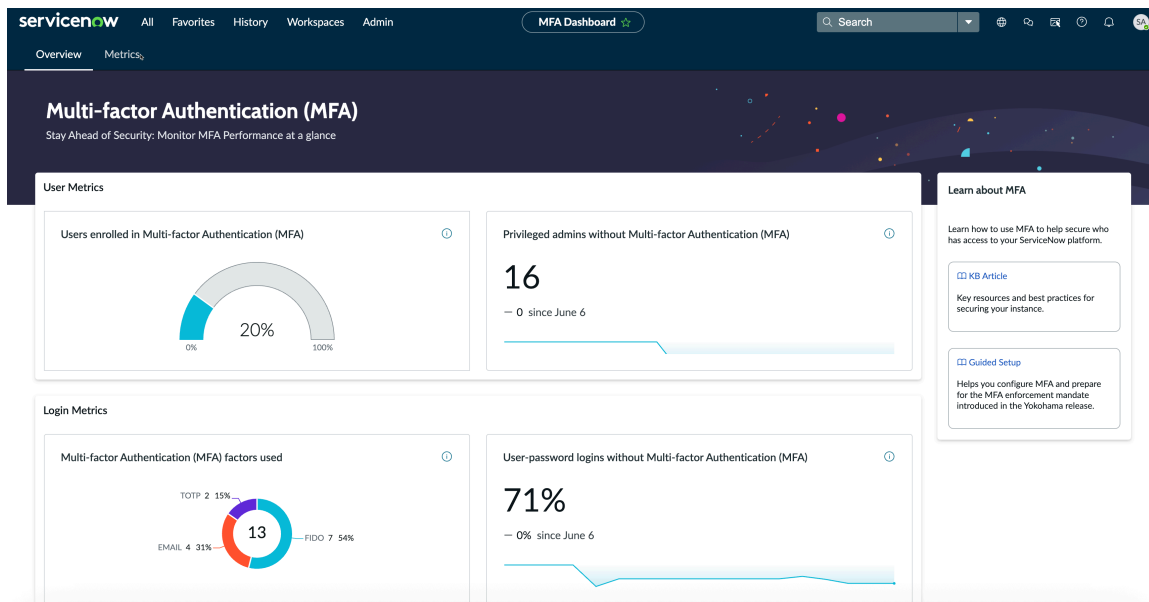 servicenow All Favorites History Workspaces Admin MFA Dashboard Search SA
Overview Metrics
Multi-factor Authentication (MFA)
Stay Ahead of Security: Monitor MFA Performance at a glance
User Metrics
Users enrolled in Multi-factor Authentication (MFA)
20%
0% 100%
Privileged admins without Multi-factor Authentication (MFA)
16
— 0 since June 6
Learn about MFA
Learn how to use MFA to help secure who
has access to your ServiceNow platform.
KB Article
Key resources and best practices for
securing your instance.
Guided Setup
Helps you configure MFA and prepare
for the MFA enforcement mandate
introduced in the Yokohama release.
Login Metrics
Multi-factor Authentication (MFA) factors used
TOTP 2 15%
13
FIDO 7 54%
EMAIL 4 31%
User-password logins without Multi-factor Authentication (MFA)
71%
— 0% since June 6